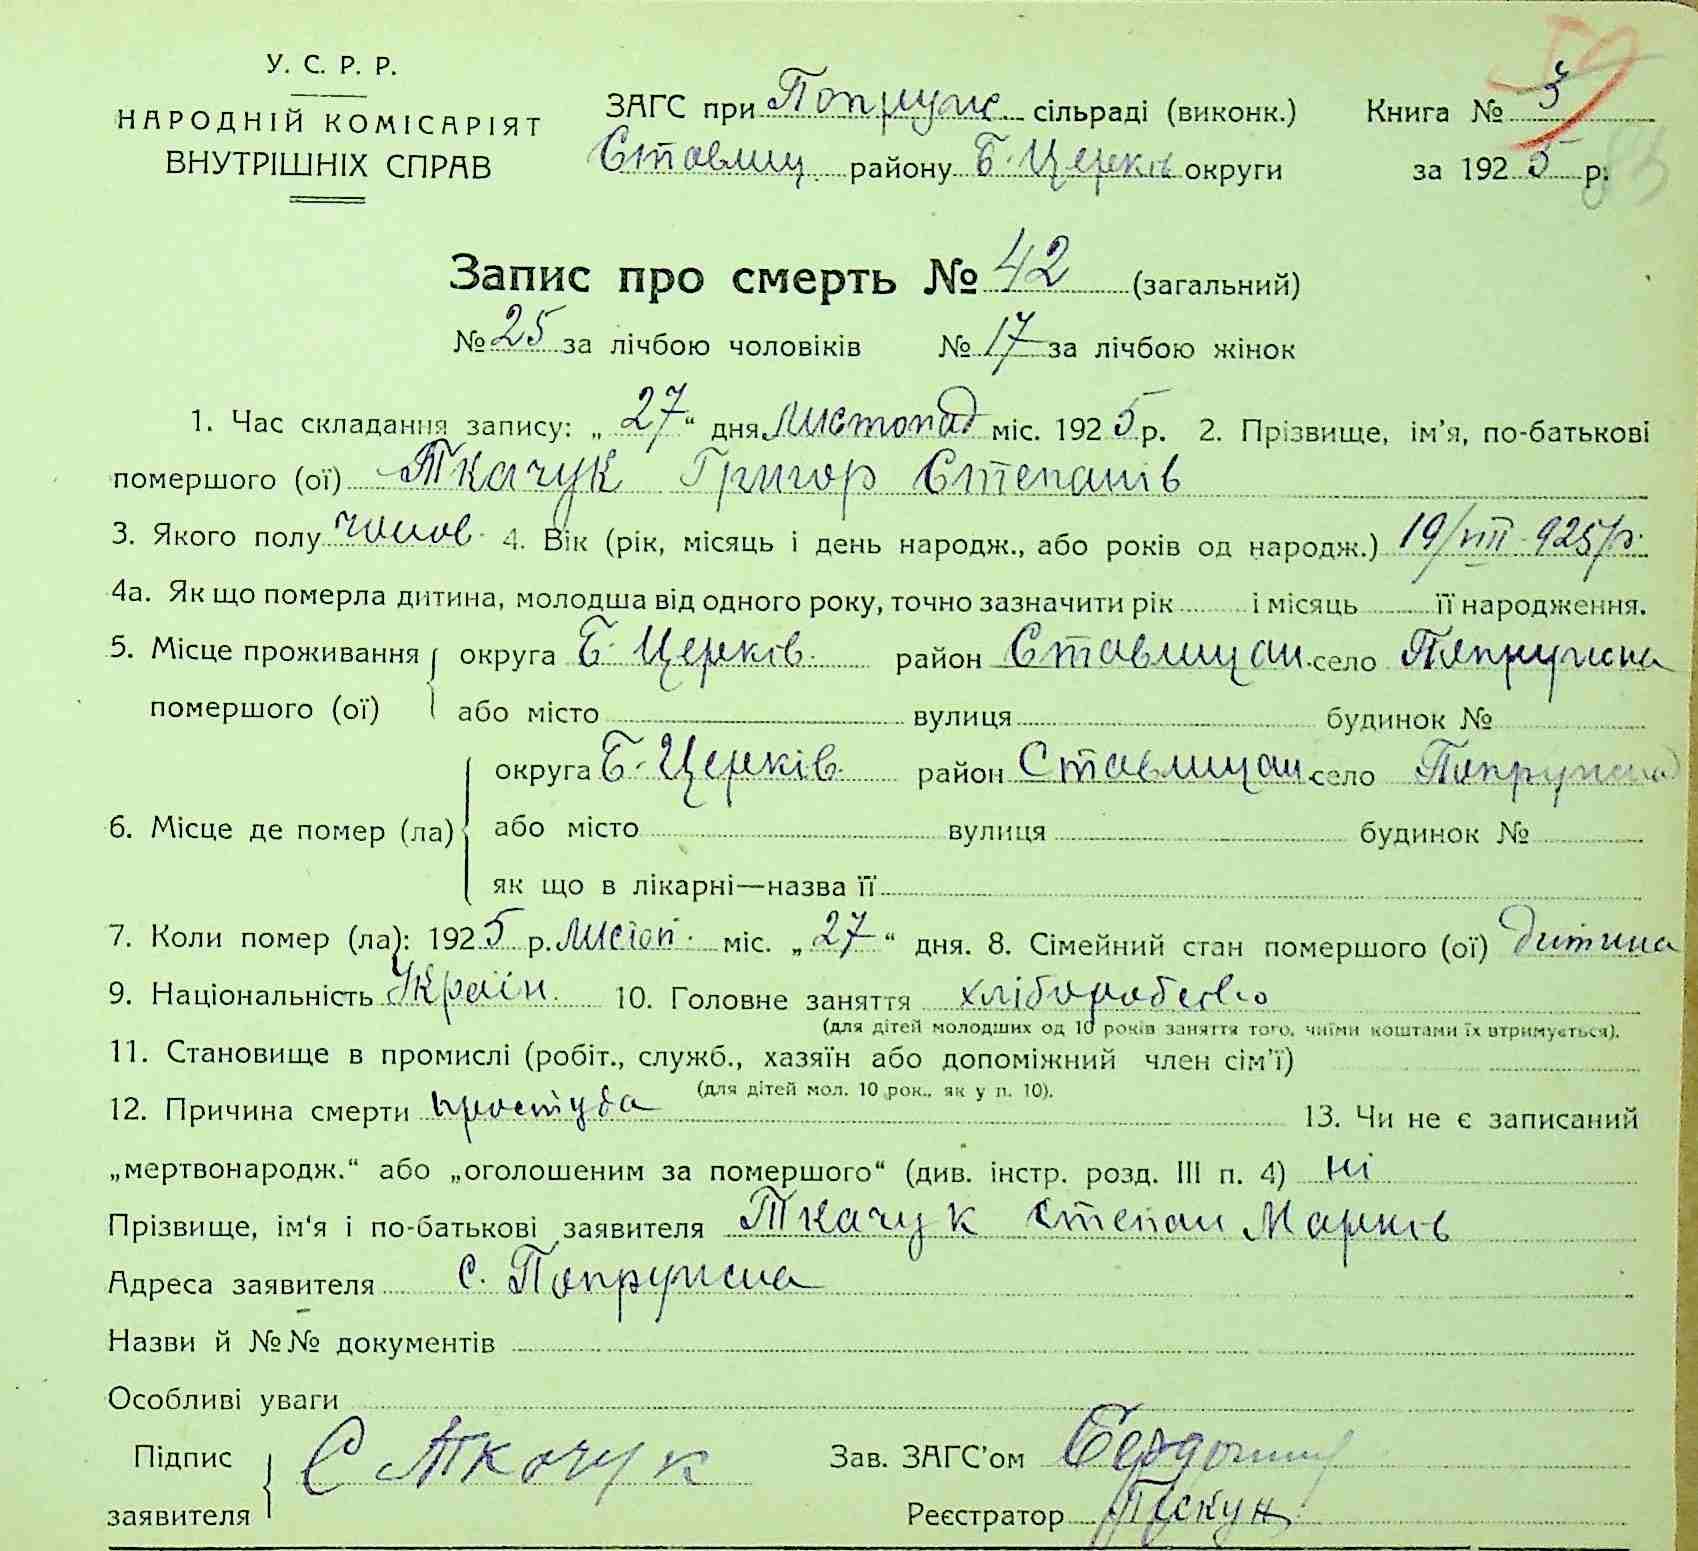 У. С. Р. Р.
НАРОДНІЙ КОМІСАРІЯТ
ВНУТРІШНІХ СПРАВ
ЗАГС при Попруж. сільраді (виконк.) Книга № 3
Ставищ. району Б. Церків округи за 1925 р.
59
83
Запис про смерть № 42 (загальний)
№ 25 за лічбою чоловіків № 17 за лічбою жінок
1. Час складання запису: „ 27 “ дня листопад міс. 1925 р. 2. Прізвище, ім’я, по-батькові
помершого (ої) Ткачук Григор Степанів
3. Якого полу чолов. 4. Вік (рік, місяць і день народж., або років од народж.) 19/VIII 925 р.
4а. Як що померла дитина, молодша від одного року, точно зазначити рік і місяць її народження.
5. Місце проживання округа Б. Церків. район Ставищан. село Попружна
помершого (ої) або місто вулиця будинок №
округа Б. Церків. район Ставищан. село Попружна
6. Місце де помер (ла) або місто вулиця будинок №
як що в лікарні—назва її
7. Коли помер (ла): 1925 р. листоп. міс. „ 27 “ дня. 8. Сімейний стан помершого (ої) дитина
9. Національність Україн. 10. Головне заняття хліборобство
(для дітей молодших од 10 років заняття того, чиїми коштами їх втримується).
11. Становище в промислі (робіт., служб., хазяїн або допоміжний член сім’ї)
(для дітей мол. 10 рок., як у п. 10).
12. Причина смерти простуда 13. Чи не є записаний
„мертвонародж.“ або „оголошеним за помершого“ (див. інстр. розд. III п. 4) ні
Прізвище, ім‘я і по-батькові заявителя Ткачук Степан Марків
Адреса заявителя с. Попружна
Назви й №№ документів
Особливі уваги
Підпис заявителя С Ткачук
Зав. ЗАГС’ом
Реєстратор Пискун